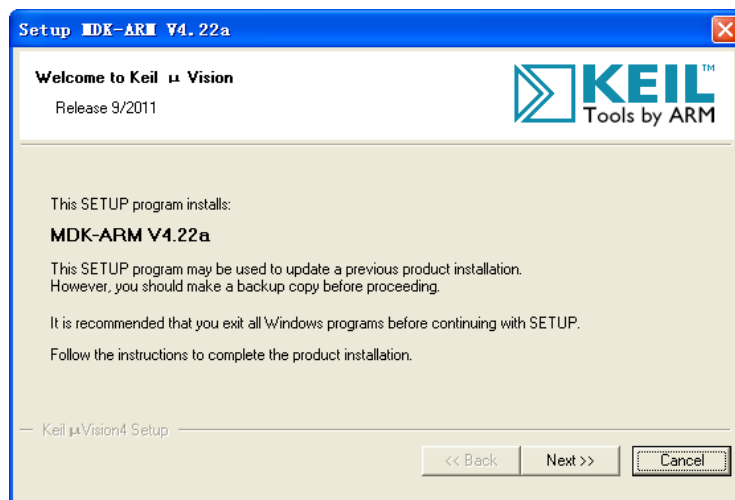 Setup MDK-ARM V4.22a
Welcome to Keil μ Vision
Release 9/2011
KEIL™
Tools by ARM
This SETUP program installs:
MDK-ARM V4.22a
This SETUP program may be used to update a previous product installation.
However, you should make a backup copy before proceeding.
It is recommended that you exit all Windows programs before continuing with SETUP.
Follow the instructions to complete the product installation.
Keil μVision4 Setup
<< Back
Next >>
Cancel